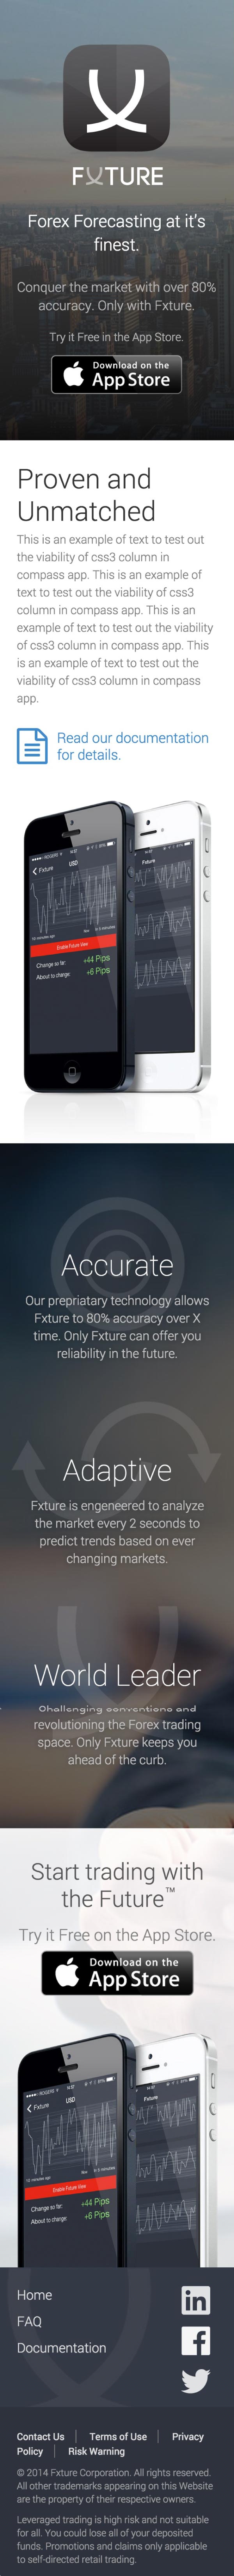 FXTURE
Forex Forecasting at it's
finest.
Conquer the market with over 80%
accuracy. Only with Fxture.
Try it Free in the App Store.
Download on the
App Store
Proven and
Unmatched
This is an example of text to test out
the viability of css3 column in
compass app. This is an example of
text to test out the viability of css3
column in compass app. This is an
example of text to test out the viability
of css3 column in compass app. This
is an example of text to test out the
viability of css3 column in compass
app.
Read our documentation
for details.
ROGERS
Fxture
USD
10 minutes ago
Now
Enable Fxture View
Change so far: +44 Pips
About to change: +6 Pips
Fxture
Accurate
Our prepriatary technology allows
Fxture to 80% accuracy over X
time. Only Fxture can offer you
reliability in the future.
Adaptive
Fxture is engeneered to analyze
the market every 2 seconds to
predict trends based on ever
changing markets.
World Leader
Challenging conventions and
revolutioning the Forex trading
space. Only Fxture keeps you
ahead of the curb.
Start trading with
the Future™
Try it Free on the App Store.
Download on the
App Store
ROGERS
Fxture
USD
10 minutes ago
Now
Enable Fxture View
Change so far: +44 Pips
About to change: +6 Pips
Fxture
Home
FAQ
Documentation
in
f
Contact Us | Terms of Use | Privacy
Policy | Risk Warning
© 2014 Fxture Corporation. All rights reserved.
All other trademarks appearing on this Website
are the property of their respective owners.
Leveraged trading is high risk and not suitable
for all. You could lose all of your deposited
funds. Promotions and claims only applicable
to self-directed retail trading.